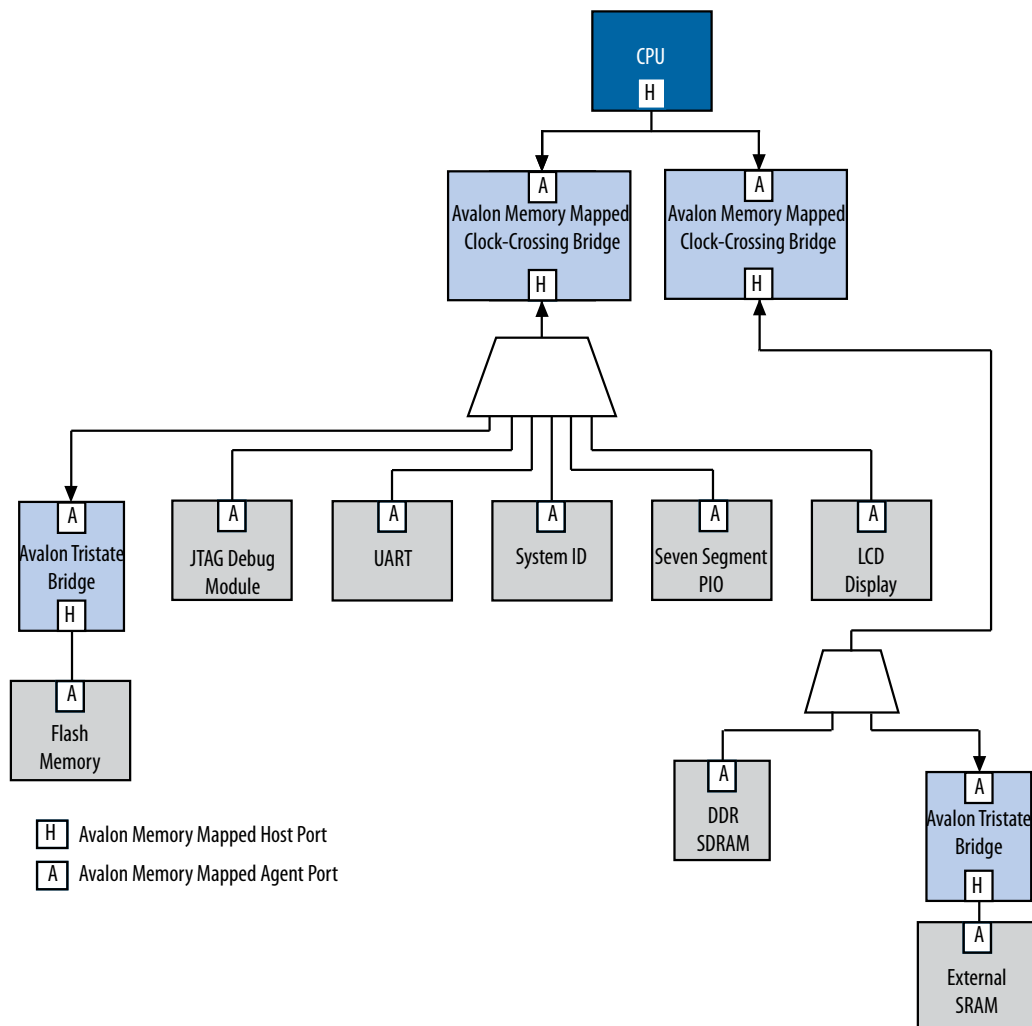 CPU
H
A
Avalon Memory Mapped
Clock-Crossing Bridge
H
A
Avalon Memory Mapped
Clock-Crossing Bridge
H
A
Avalon Tristate
Bridge
H
A
JTAG Debug
Module
A
UART
A
System ID
A
Seven Segment
PIO
A
LCD
Display
A
Flash
Memory
A
DDR
SDRAM
A
Avalon Tristate
Bridge
H
A
External
SRAM
H Avalon Memory Mapped Host Port
A Avalon Memory Mapped Agent Port